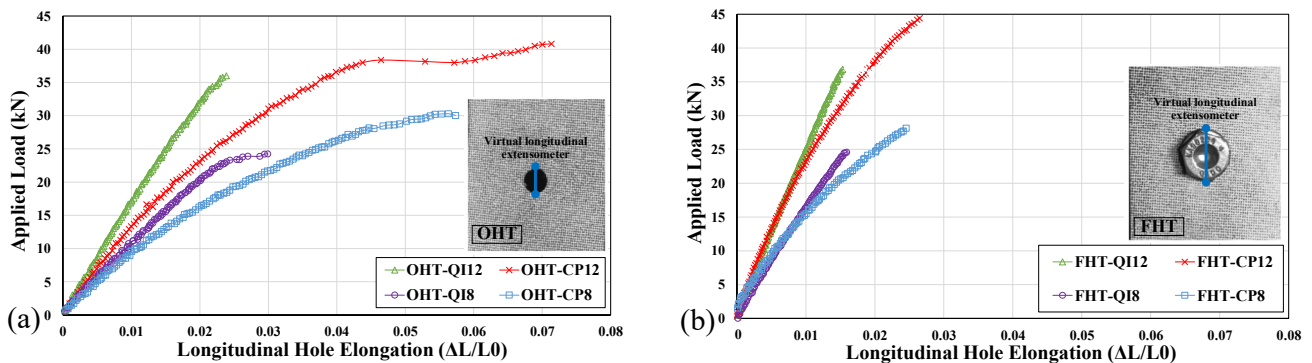 45
40
35
30
25
20
15
10
5
0
Applied Load (kN)
Virtual longitudinal
extensometer
OHT
OHT-QI12
OHT-CP12
OHT-QI8
OHT-CP8
(a)
0.00 0.01 0.02 0.03 0.04 0.05 0.06 0.07 0.08
Longitudinal Hole Elongation (ΔL/L0)
45
40
35
30
25
20
15
10
5
0
Applied Load (kN)
Virtual longitudinal
extensometer
FHT
FHT-QI12
FHT-CP12
FHT-QI8
FHT-CP8
(b)
0.00 0.01 0.02 0.03 0.04 0.05 0.06 0.07 0.08
Longitudinal Hole Elongation (ΔL/L0)